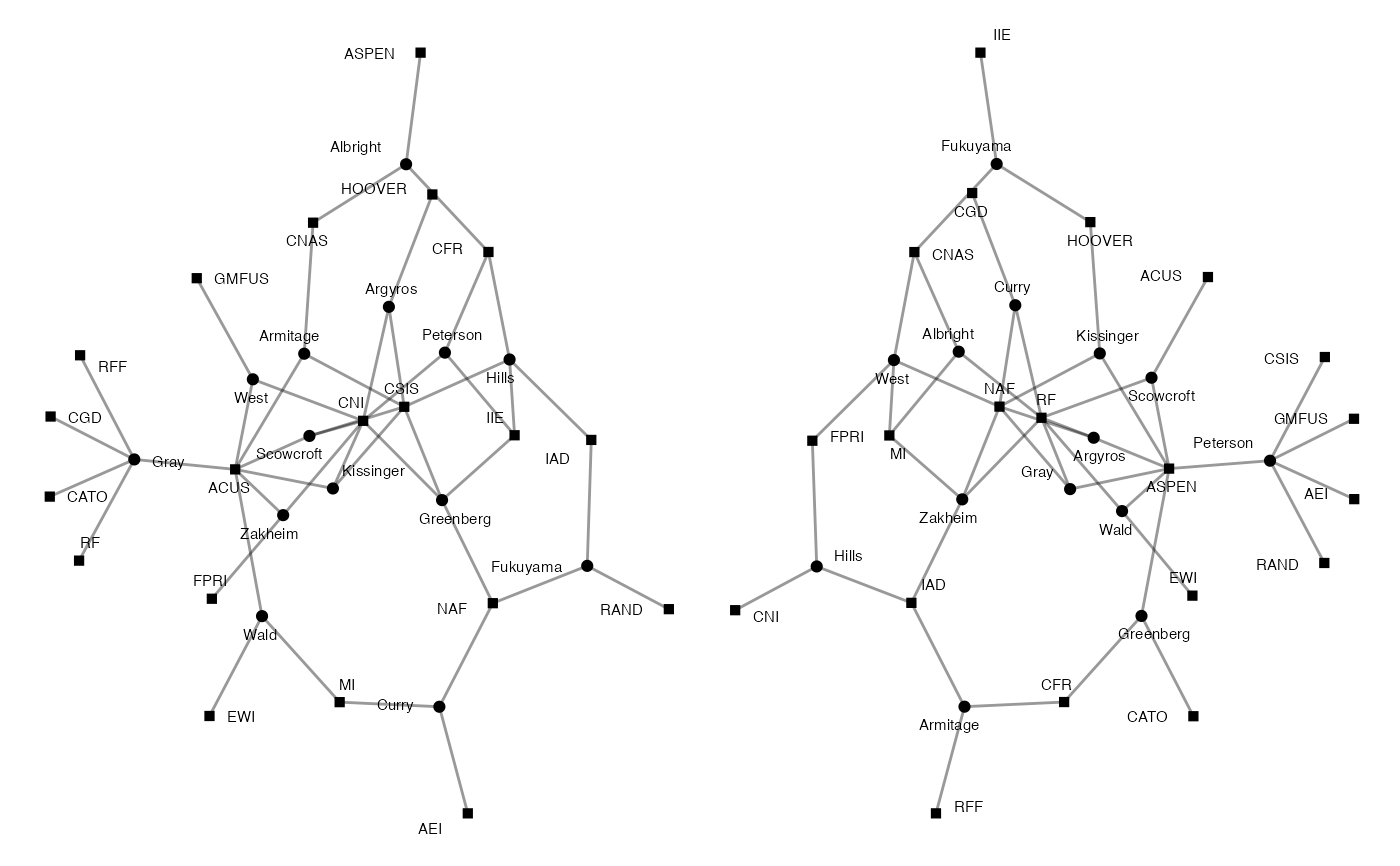 ASPEN
Albright
HOOVER
CNAS
CFR
GMFUS
Argyros
Armitage
Peterson
RFF
West
Hills
CSIS
CNI
IIE
CGD
Scowcroft
IAD
Gray
Kissinger
ACUS
CATO
Greenberg
Zakheim
RF
Fukuyama
FPRI
NAF
RAND
Wald
MI
Curry
EWI
AEI
IIE
Fukuyama
CGD
HOOVER
CNAS
ACUS
Curry
Albright
Kissinger
CSIS
West
NAF
RF
Scowcroft
GMFUS
FPRI
Peterson
MI
Argyros
Gray
ASPEN
AEI
Zakheim
Wald
Hills
RAND
IAD
EWI
CNI
Greenberg
CFR
CATO
Armitage
RFF